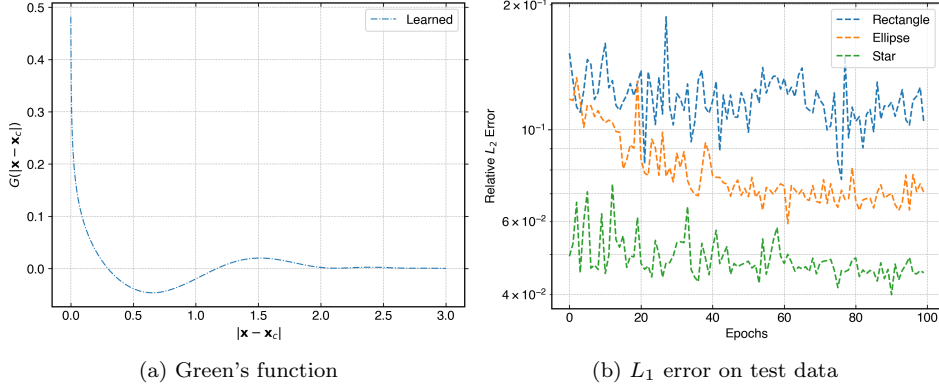 0.5
0.4
0.3
0.2
0.1
0.0
G(|x − x_c|)
Learned
0.0 0.5 1.0 1.5 2.0 2.5 3.0
|x − x_c|
(a) Green's function
2 × 10⁻¹
10⁻¹
6 × 10⁻²
4 × 10⁻²
Relative L₂ Error
Rectangle
Ellipse
Star
0 20 40 60 80 100
Epochs
(b) L₁ error on test data